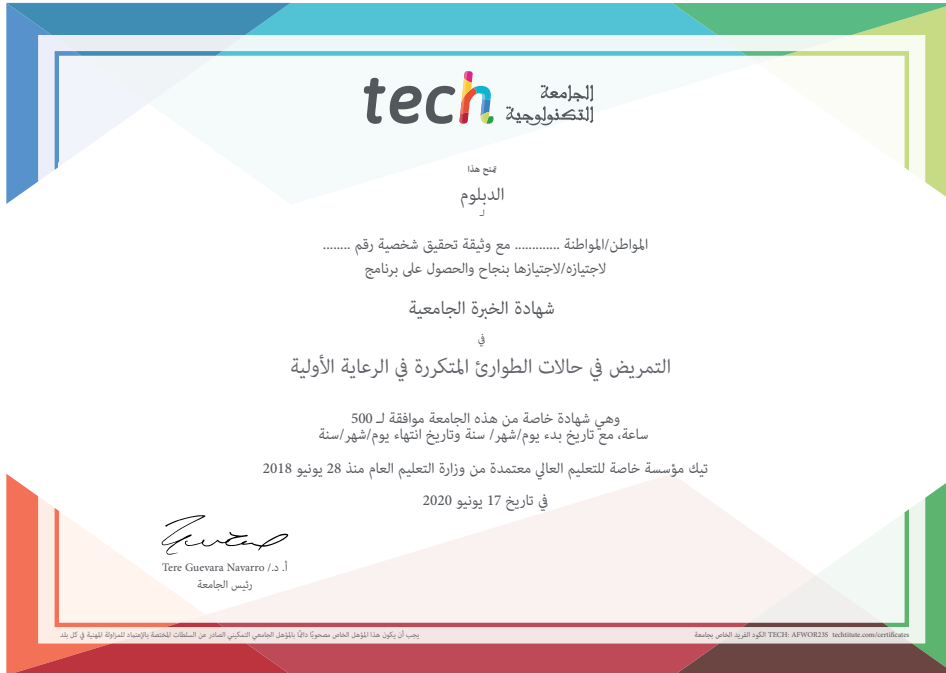 tech الجامعة
التكنولوجية
تمنح هذا
الدبلوم
لـ
المواطن/المواطنة ............. مع وثيقة تحقيق شخصية رقم ........
لاجتيازه/لاجتيازها بنجاح والحصول على برنامج
شهادة الخبرة الجامعية
في
التمريض في حالات الطوارئ المتكررة في الرعاية الأولية
وهي شهادة خاصة من هذه الجامعة موافقة لـ 500
ساعة، مع تاريخ بدء يوم/شهر/ سنة وتاريخ انتهاء يوم/شهر/سنة
تيك مؤسسة خاصة للتعليم العالي معتمدة من وزارة التعليم العام منذ 28 يونيو 2018
في تاريخ 17 يونيو 2020
أ. د./ Tere Guevara Navarro
رئيس الجامعة
يجب أن يكون هذا المؤهل الخاص مصحوبًا دائمًا بالمؤهل الجامعي التمكيني الصادر عن السلطات المختصة بالإعتماد للمزاولة المهنية في كل بلد
الكود الفريد الخاص بجامعة TECH: AFWOR23S techtitute.com/certificates